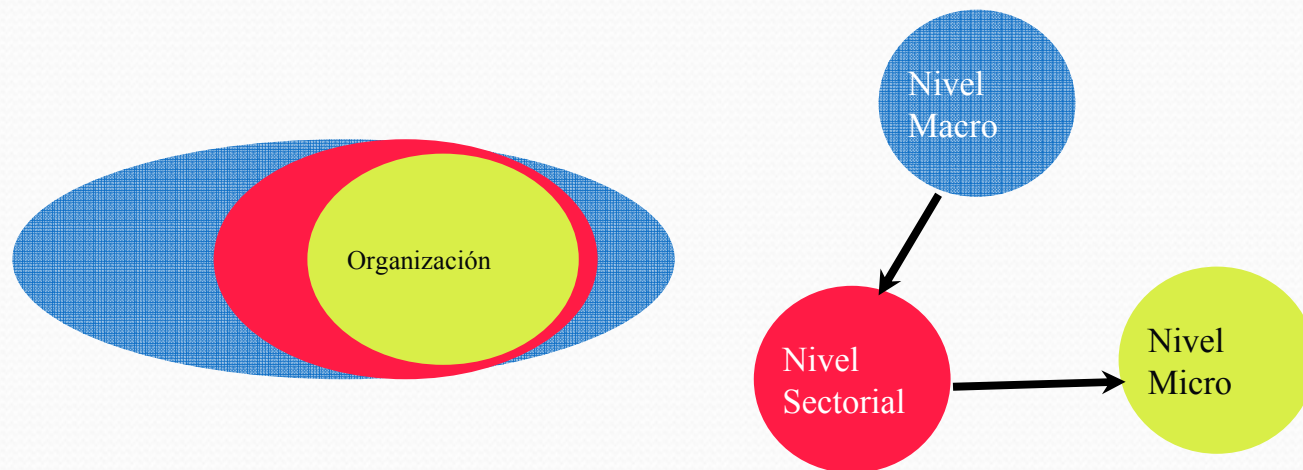 Nivel
Macro
Organización
Nivel
Sectorial
Nivel
Micro